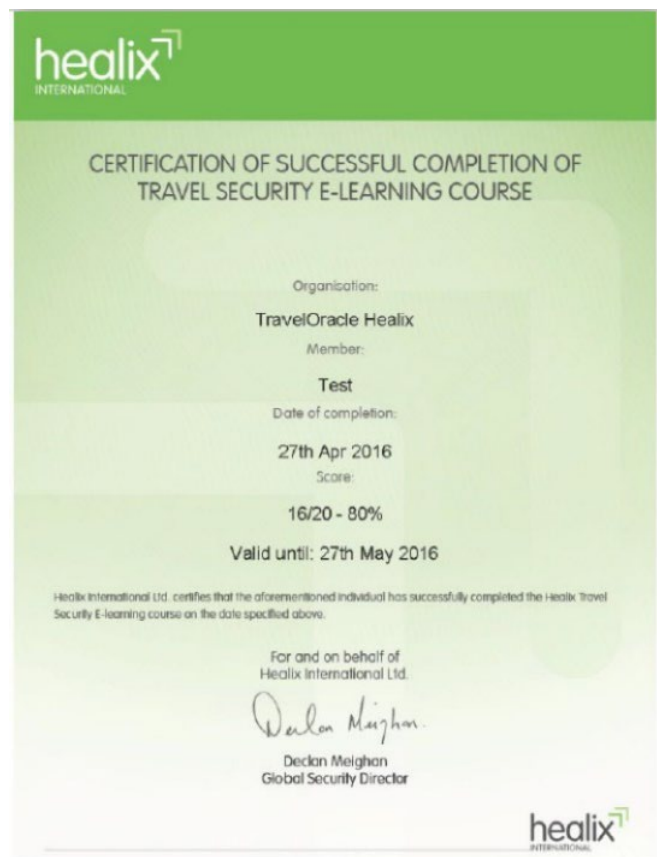 healix
INTERNATIONAL
CERTIFICATION OF SUCCESSFUL COMPLETION OF
TRAVEL SECURITY E-LEARNING COURSE
Organisation:
TravelOracle Healix
Member:
Test
Date of completion:
27th Apr 2016
Score:
16/20 - 80%
Valid until: 27th May 2016
Healix International Ltd. certifies that the aforementioned individual has successfully completed the Healix Travel
Security E-learning course on the date specified above.
For and on behalf of
Healix International Ltd.
Declan Meighan.
Declan Meighan
Global Security Director
healix
INTERNATIONAL